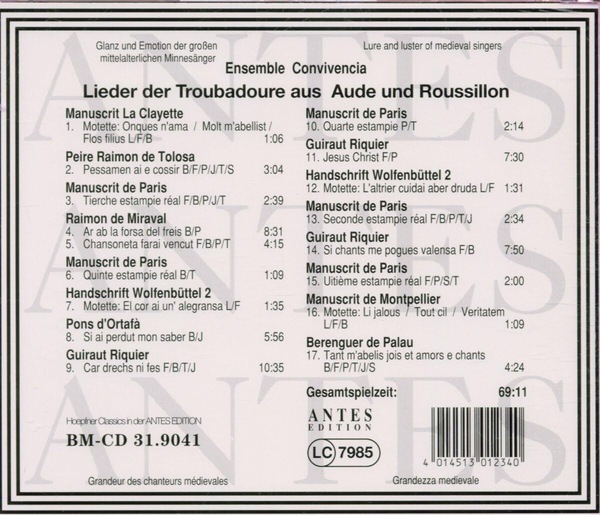 Glanz und Emotion der großen
mittelalterlichen Minnesänger
Lure and luster of medieval singers
Ensemble Convivencia
Lieder der Troubadoure aus Aude und Roussillon
Manuscrit La Clayette
1. Motette: Onques n'ama / Molt m'abellist /
Flos filius L/F/B 1:06
Peire Raimon de Tolosa
2. Pessamen ai e cossir B/F/P/J/T/S 3:04
Manuscrit de Paris
3. Tierche estampie réal F/B/P/J/T 2:39
Raimon de Miraval
4. Ar ab la forsa del freis B/P 8:31
5. Chansoneta farai vencut F/B/P/T 4:15
Manuscrit de Paris
6. Quinte estampie réal B/T 1:09
Handschrift Wolfenbüttel 2
7. Motette: El cor ai un' alegransa L/F 1:35
Pons d'Ortafà
8. Si ai perdut mon saber B/J 5:56
Guiraut Riquier
9. Car drechs ni fes F/B/T/J 10:35
Manuscrit de Paris
10. Quarte estampie P/T 2:14
Guiraut Riquier
11. Jesus Christ F/P 7:30
Handschrift Wolfenbüttel 2
12. Motette: L'altrier cuidai aber druda L/F 1:31
Manuscrit de Paris
13. Seconde estampie réal F/B/P/T/J 2:34
Guiraut Riquier
14. Si chants me pogues valensa F/B 7:50
Manuscrit de Paris
15. Uitième estampie réal F/P/S/T 2:00
Manuscrit de Montpellier
16. Motette: Li jalous / Tout cil / Veritatem
L/F/B 1:09
Berenguer de Palau
17. Tant m'abelis joi et amors e chants
B/F/P/T/J/S 4:24
Gesamtspielzeit: 69:11
Hoepfner Classics in der ANTES EDITION
BM-CD 31.9041
ANTES
EDITION
LC 7985
4 014513 012340
Grandeur des chanteurs médiévales
Grandezza medievale
ANTES
ANTES
ANTES